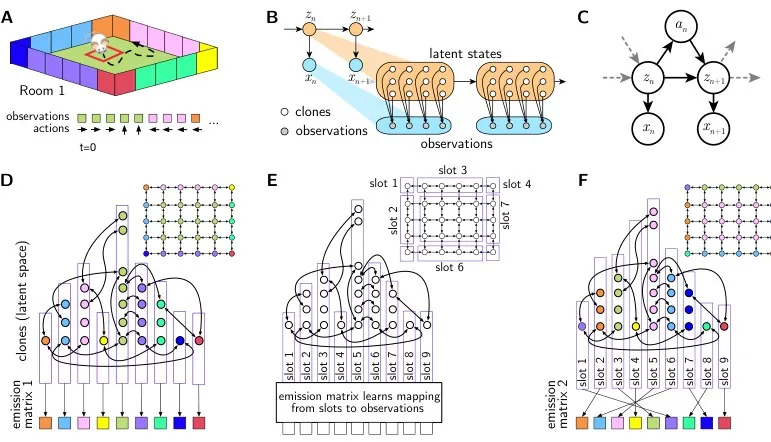 A
Room 1
observations
actions
...
t=0
B
z_n
z_{n+1}
latent states
x_n
x_{n+1}
clones
observations
observations
C
a_n
z_n
z_{n+1}
x_n
x_{n+1}
D
clones (latent space)
emission
matrix 1
E
slot 3
slot 1
slot 4
slot 2
slot 7
slot 6
slot 1
slot 2
slot 3
slot 4
slot 5
slot 6
slot 7
slot 8
slot 9
emission matrix learns mapping
from slots to observations
F
slot 1
slot 2
slot 3
slot 4
slot 5
slot 6
slot 7
slot 8
slot 9
emission
matrix 2